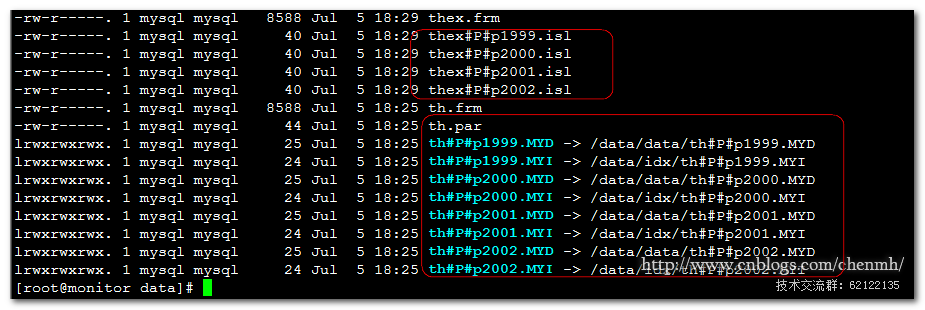 -rw-r-----. 1 mysql mysql 8588 Jul 5 18:29 thex.frm
-rw-r-----. 1 mysql mysql 40 Jul 5 18:29 thex#P#p1999.isl
-rw-r-----. 1 mysql mysql 40 Jul 5 18:29 thex#P#p2000.isl
-rw-r-----. 1 mysql mysql 40 Jul 5 18:29 thex#P#p2001.isl
-rw-r-----. 1 mysql mysql 40 Jul 5 18:29 thex#P#p2002.isl
-rw-r-----. 1 mysql mysql 8588 Jul 5 18:25 th.frm
-rw-r-----. 1 mysql mysql 44 Jul 5 18:25 th.par
lrwxrwxrwx. 1 mysql mysql 25 Jul 5 18:25 th#P#p1999.MYD -> /data/data/th#P#p1999.MYD
lrwxrwxrwx. 1 mysql mysql 24 Jul 5 18:25 th#P#p1999.MYI -> /data/idx/th#P#p1999.MYI
lrwxrwxrwx. 1 mysql mysql 25 Jul 5 18:25 th#P#p2000.MYD -> /data/data/th#P#p2000.MYD
lrwxrwxrwx. 1 mysql mysql 24 Jul 5 18:25 th#P#p2000.MYI -> /data/idx/th#P#p2000.MYI
lrwxrwxrwx. 1 mysql mysql 25 Jul 5 18:25 th#P#p2001.MYD -> /data/data/th#P#p2001.MYD
lrwxrwxrwx. 1 mysql mysql 24 Jul 5 18:25 th#P#p2001.MYI -> /data/idx/th#P#p2001.MYI
lrwxrwxrwx. 1 mysql mysql 25 Jul 5 18:25 th#P#p2002.MYD -> /data/data/th#P#p2002.MYD
lrwxrwxrwx. 1 mysql mysql 24 Jul 5 18:25 th#P#p2002.MYI -> /data/idx/th#P#p2002.MYI
http://www.cnblogs.com/chenmh/
[root@monitor data]#
技术交流群：62122135